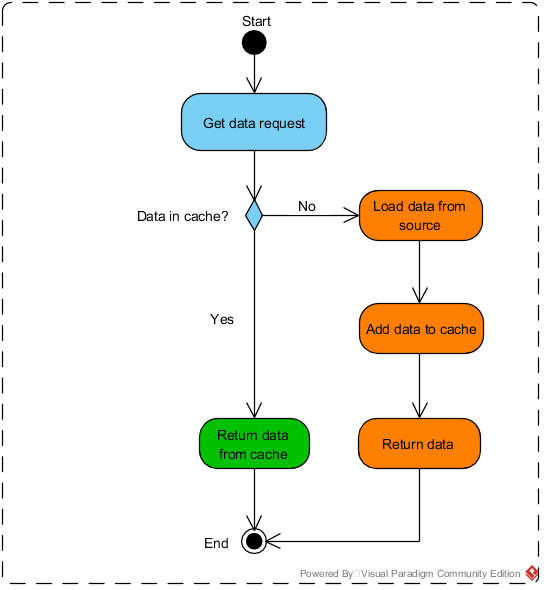 Start
Get data request
Data in cache?
No
Load data from
source
Yes
Add data to cache
Return data
from cache
Return data
End
Powered By Visual Paradigm Community Edition